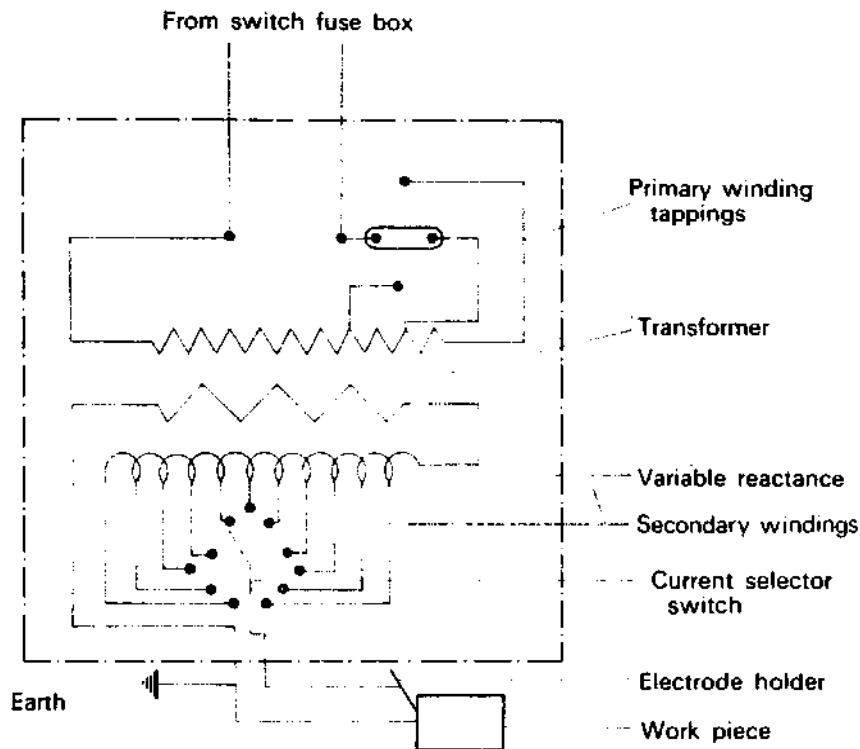 From switch fuse box
Primary winding
tappings
Transformer
Variable reactance
Secondary windings
Current selector
switch
Electrode holder
Earth
Work piece